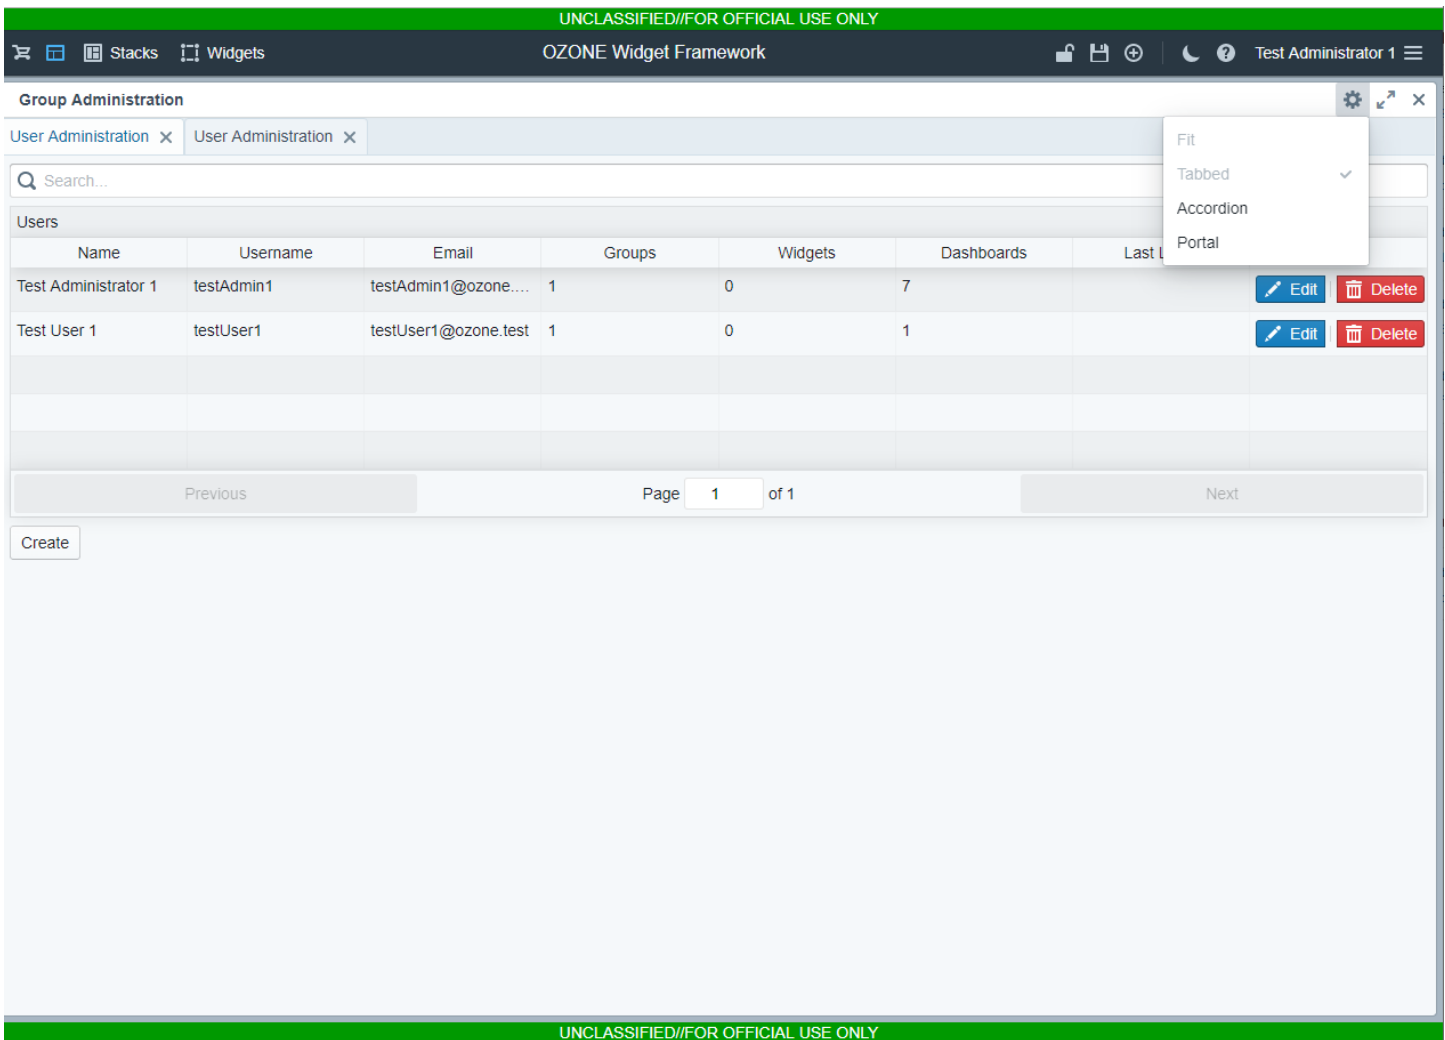 UNCLASSIFIED//FOR OFFICIAL USE ONLY
Stacks Widgets OZONE Widget Framework Test Administrator 1
Group Administration
User Administration User Administration
Fit
Tabbed
Accordion
Portal
Search...
Users
Name Username Email Groups Widgets Dashboards Last
Test Administrator 1 testAdmin1 testAdmin1@ozone.... 1 0 7 Edit Delete
Test User 1 testUser1 testUser1@ozone.test 1 0 1 Edit Delete
Previous Page 1 of 1 Next
Create
UNCLASSIFIED//FOR OFFICIAL USE ONLY